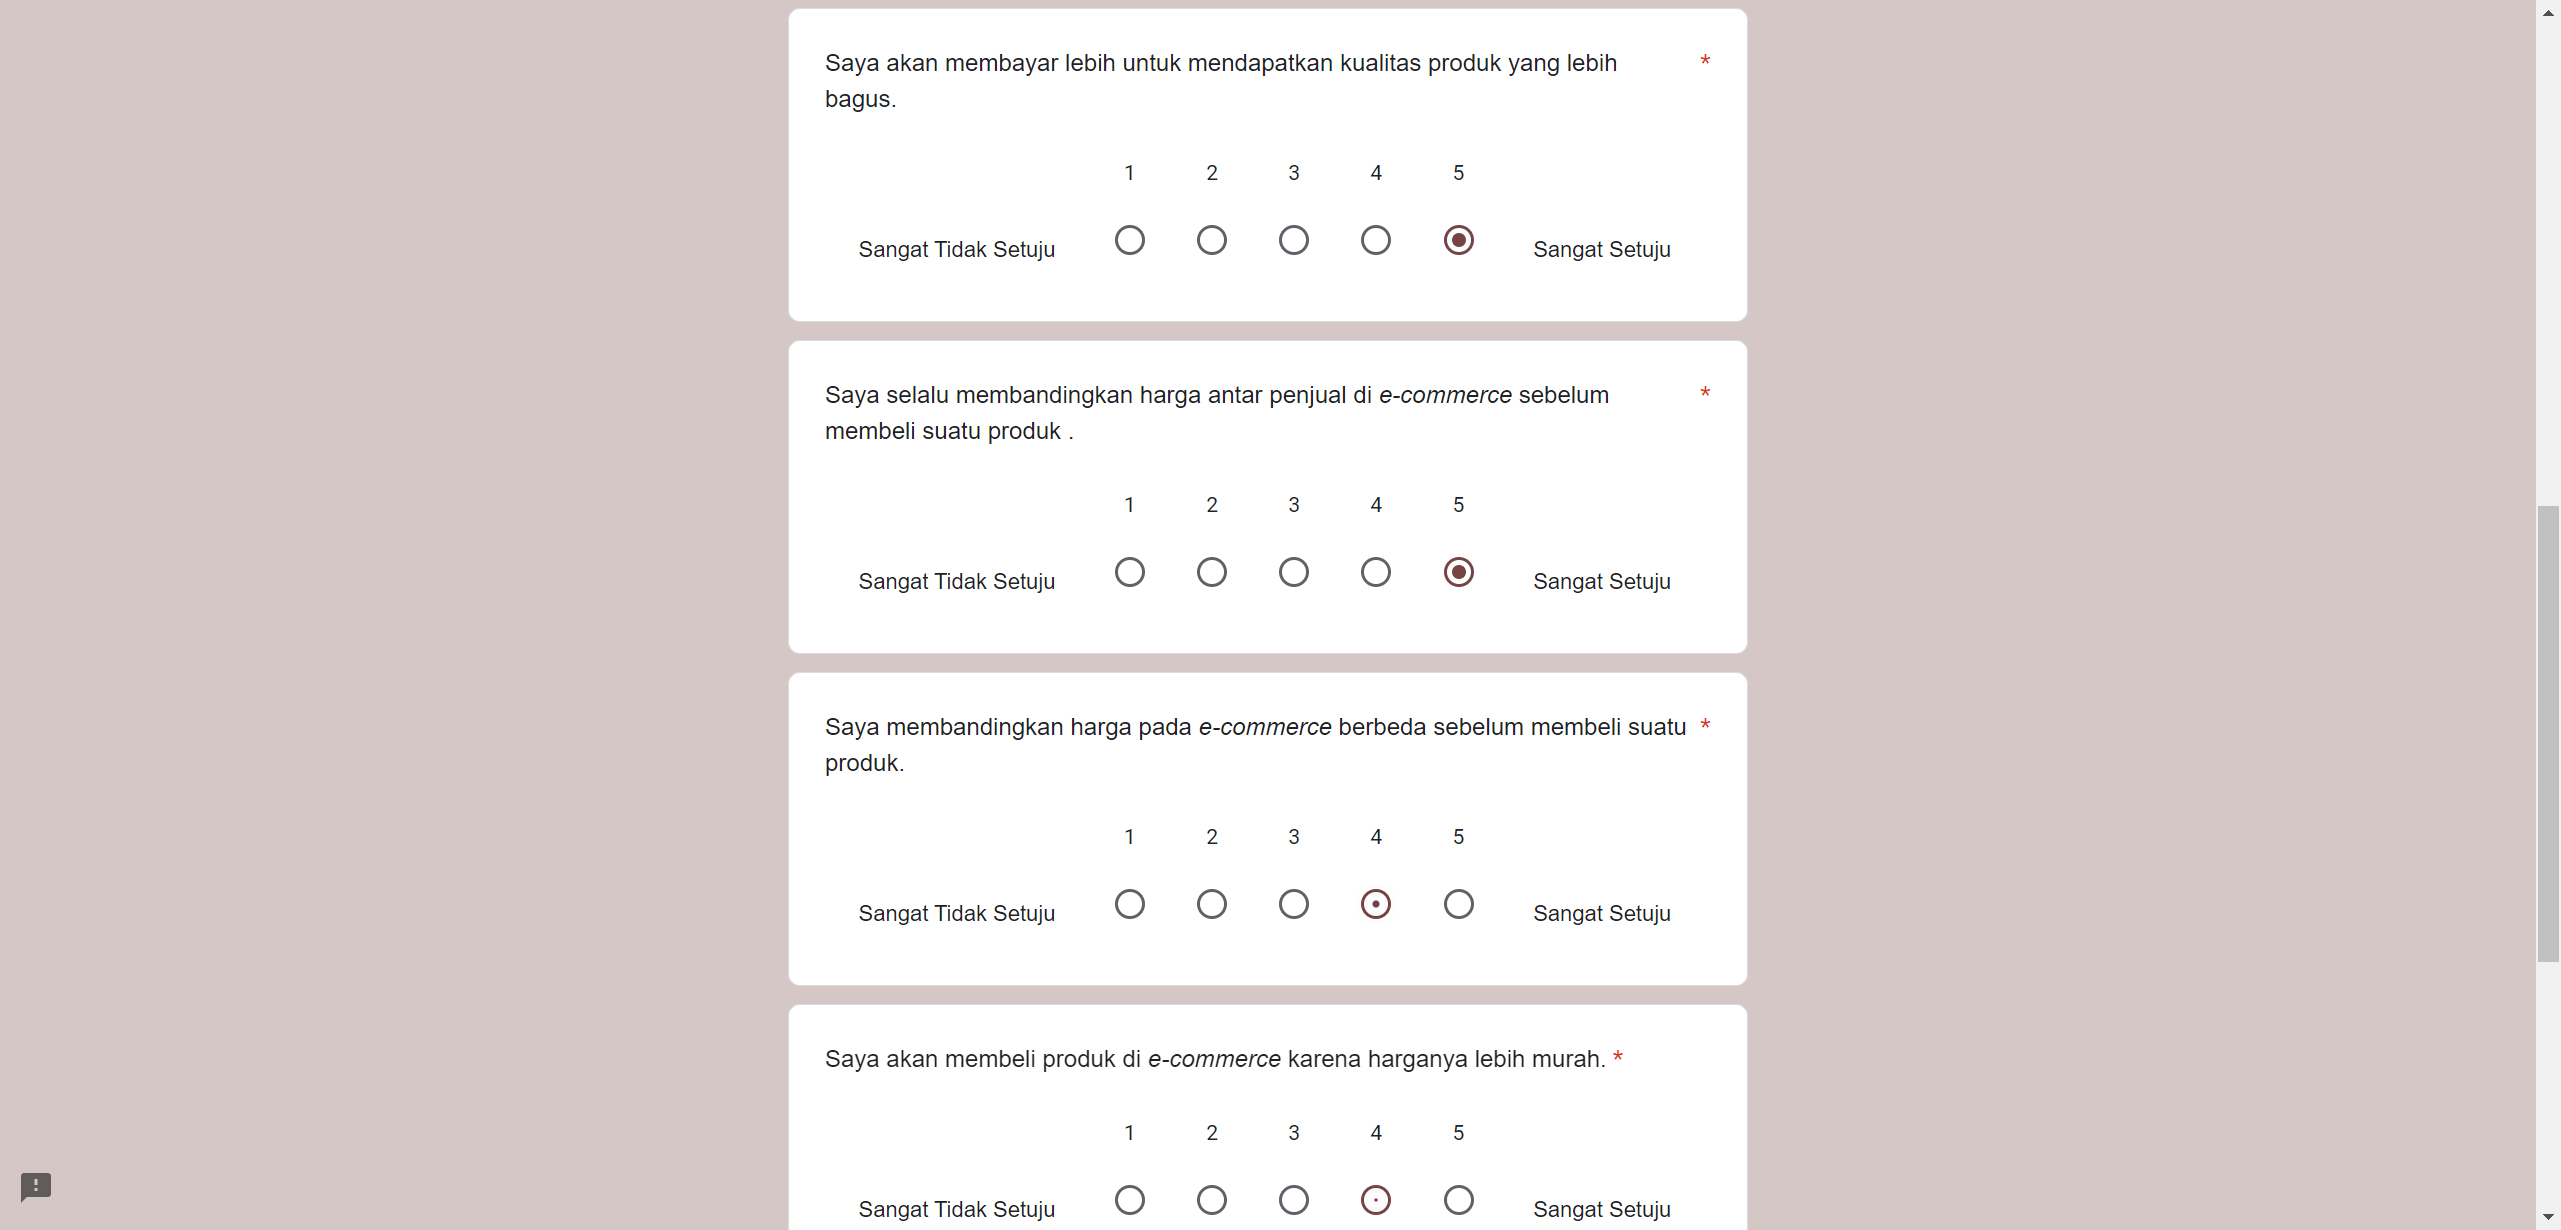 Saya akan membayar lebih untuk mendapatkan kualitas produk yang lebih *
bagus.
1 2 3 4 5
Sangat Tidak Setuju Sangat Setuju
Saya selalu membandingkan harga antar penjual di e-commerce sebelum *
membeli suatu produk .
1 2 3 4 5
Sangat Tidak Setuju Sangat Setuju
Saya membandingkan harga pada e-commerce berbeda sebelum membeli suatu *
produk.
1 2 3 4 5
Sangat Tidak Setuju Sangat Setuju
Saya akan membeli produk di e-commerce karena harganya lebih murah. *
1 2 3 4 5
Sangat Tidak Setuju Sangat Setuju